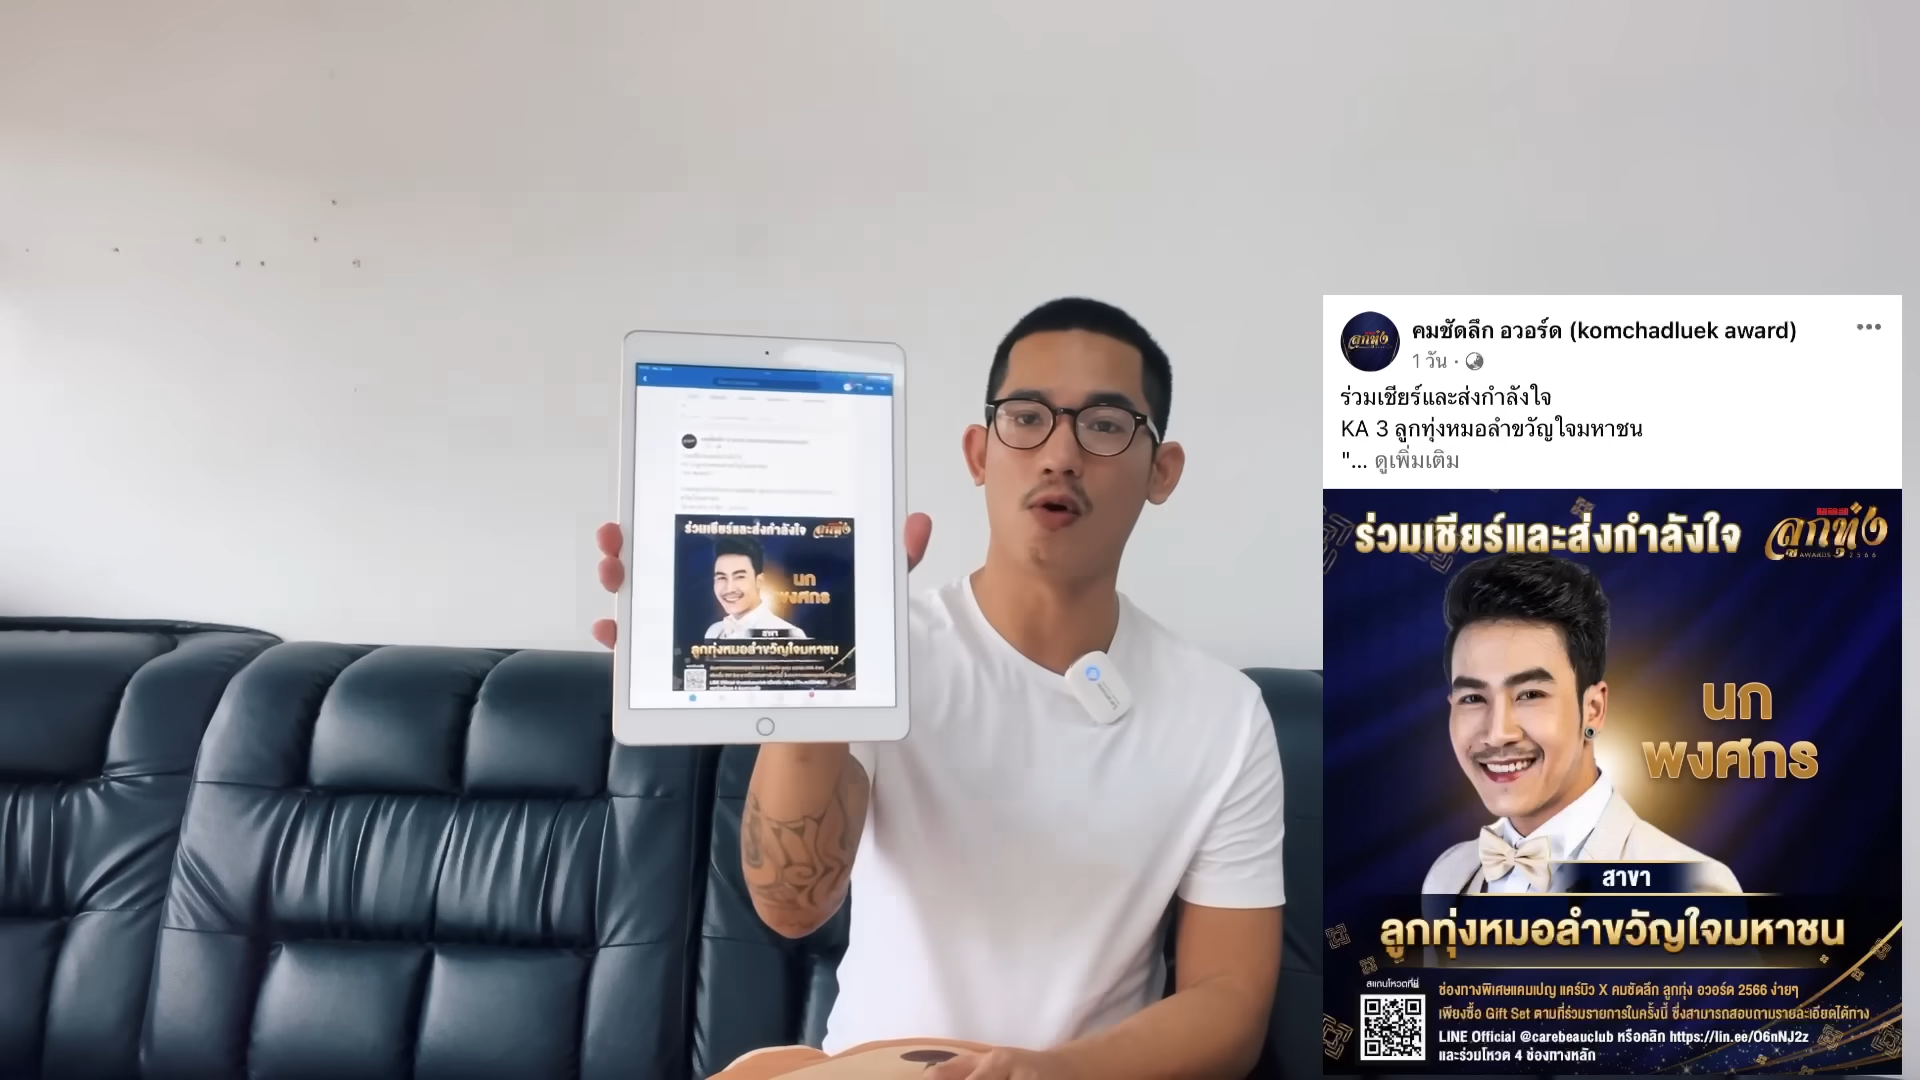 ร่วมเชียร์และส่งกำลังใจ
ลูกทุ่ง
นก
พงศกร
สาขา
ลูกทุ่งหมอลำขวัญใจมหาชน
คมชัดลึก อวอร์ด (komchadluek award)
1 วัน ·
ร่วมเชียร์และส่งกำลังใจ
KA 3 ลูกทุ่งหมอลำขวัญใจมหาชน
"... ดูเพิ่มเติม
ร่วมเชียร์และส่งกำลังใจ
ลูกทุ่ง
AWARDS 2566
นก
พงศกร
สาขา
ลูกทุ่งหมอลำขวัญใจมหาชน
สแกนโหวตที่นี่
ช่องทางพิเศษแคมเปญ แคร์บิว X คมชัดลึก ลูกทุ่ง อวอร์ด 2566 ง่ายๆ
เพียงซื้อ Gift Set ตามที่ร่วมรายการในครั้งนี้ ซึ่งสามารถสอบถามรายละเอียดได้ทาง
LINE Official @carebeauclub หรือคลิก https://lin.ee/O6nNJ2z
และร่วมโหวต 4 ช่องทางหลัก